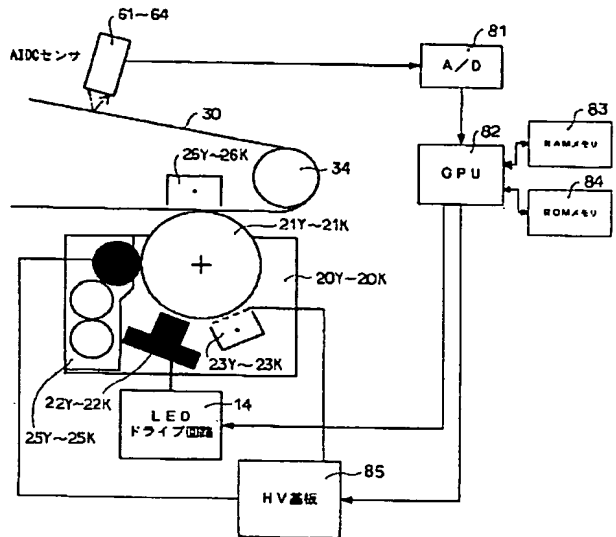 61~64
AIDCセンサ
81
A/D
30
82
CPU
83
RAMメモリ
84
ROMメモリ
26Y~26K
34
21Y~21K
20Y~20K
23Y~23K
22Y~22K
25Y~25K
14
LED
ドライブ回路
85
HV基板